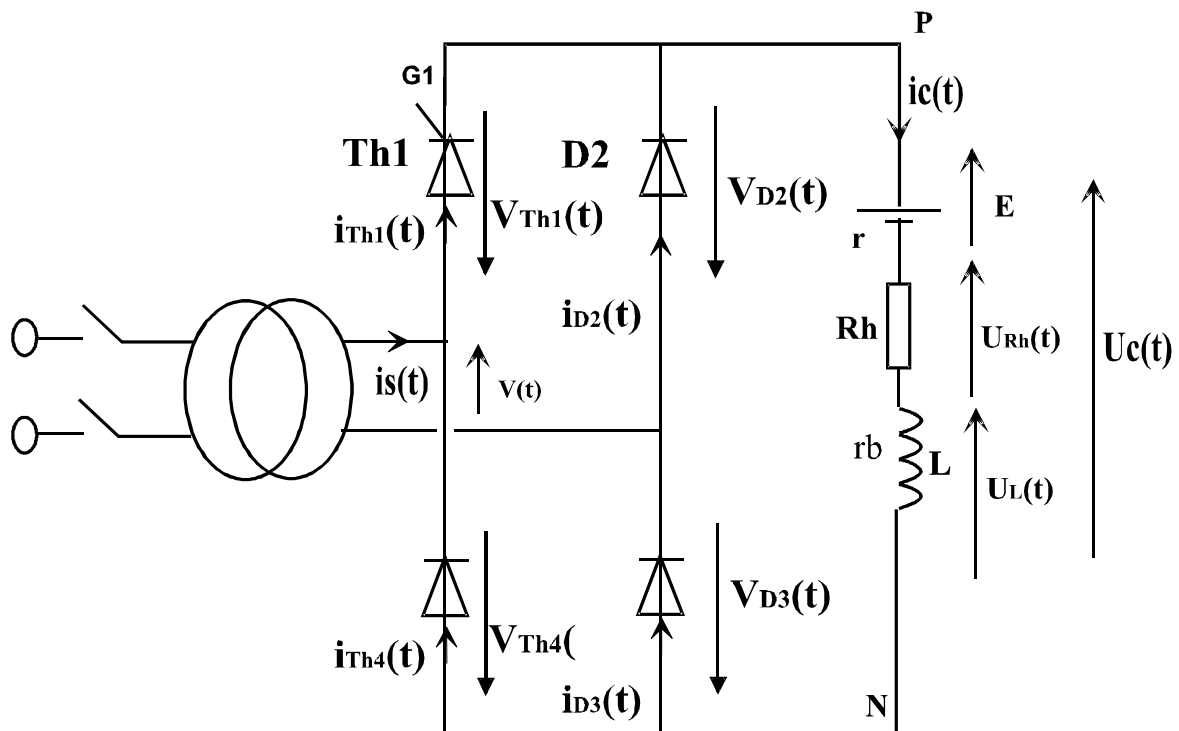 P
G1
ic(t)
Th1
D2
VTh1(t)
VD2(t)
E
iTh1(t)
r
iD2(t)
Rh
URh(t)
Uc(t)
is(t)
V(t)
rb
L
UL(t)
VTh4(
VD3(t)
iTh4(t)
iD3(t)
N